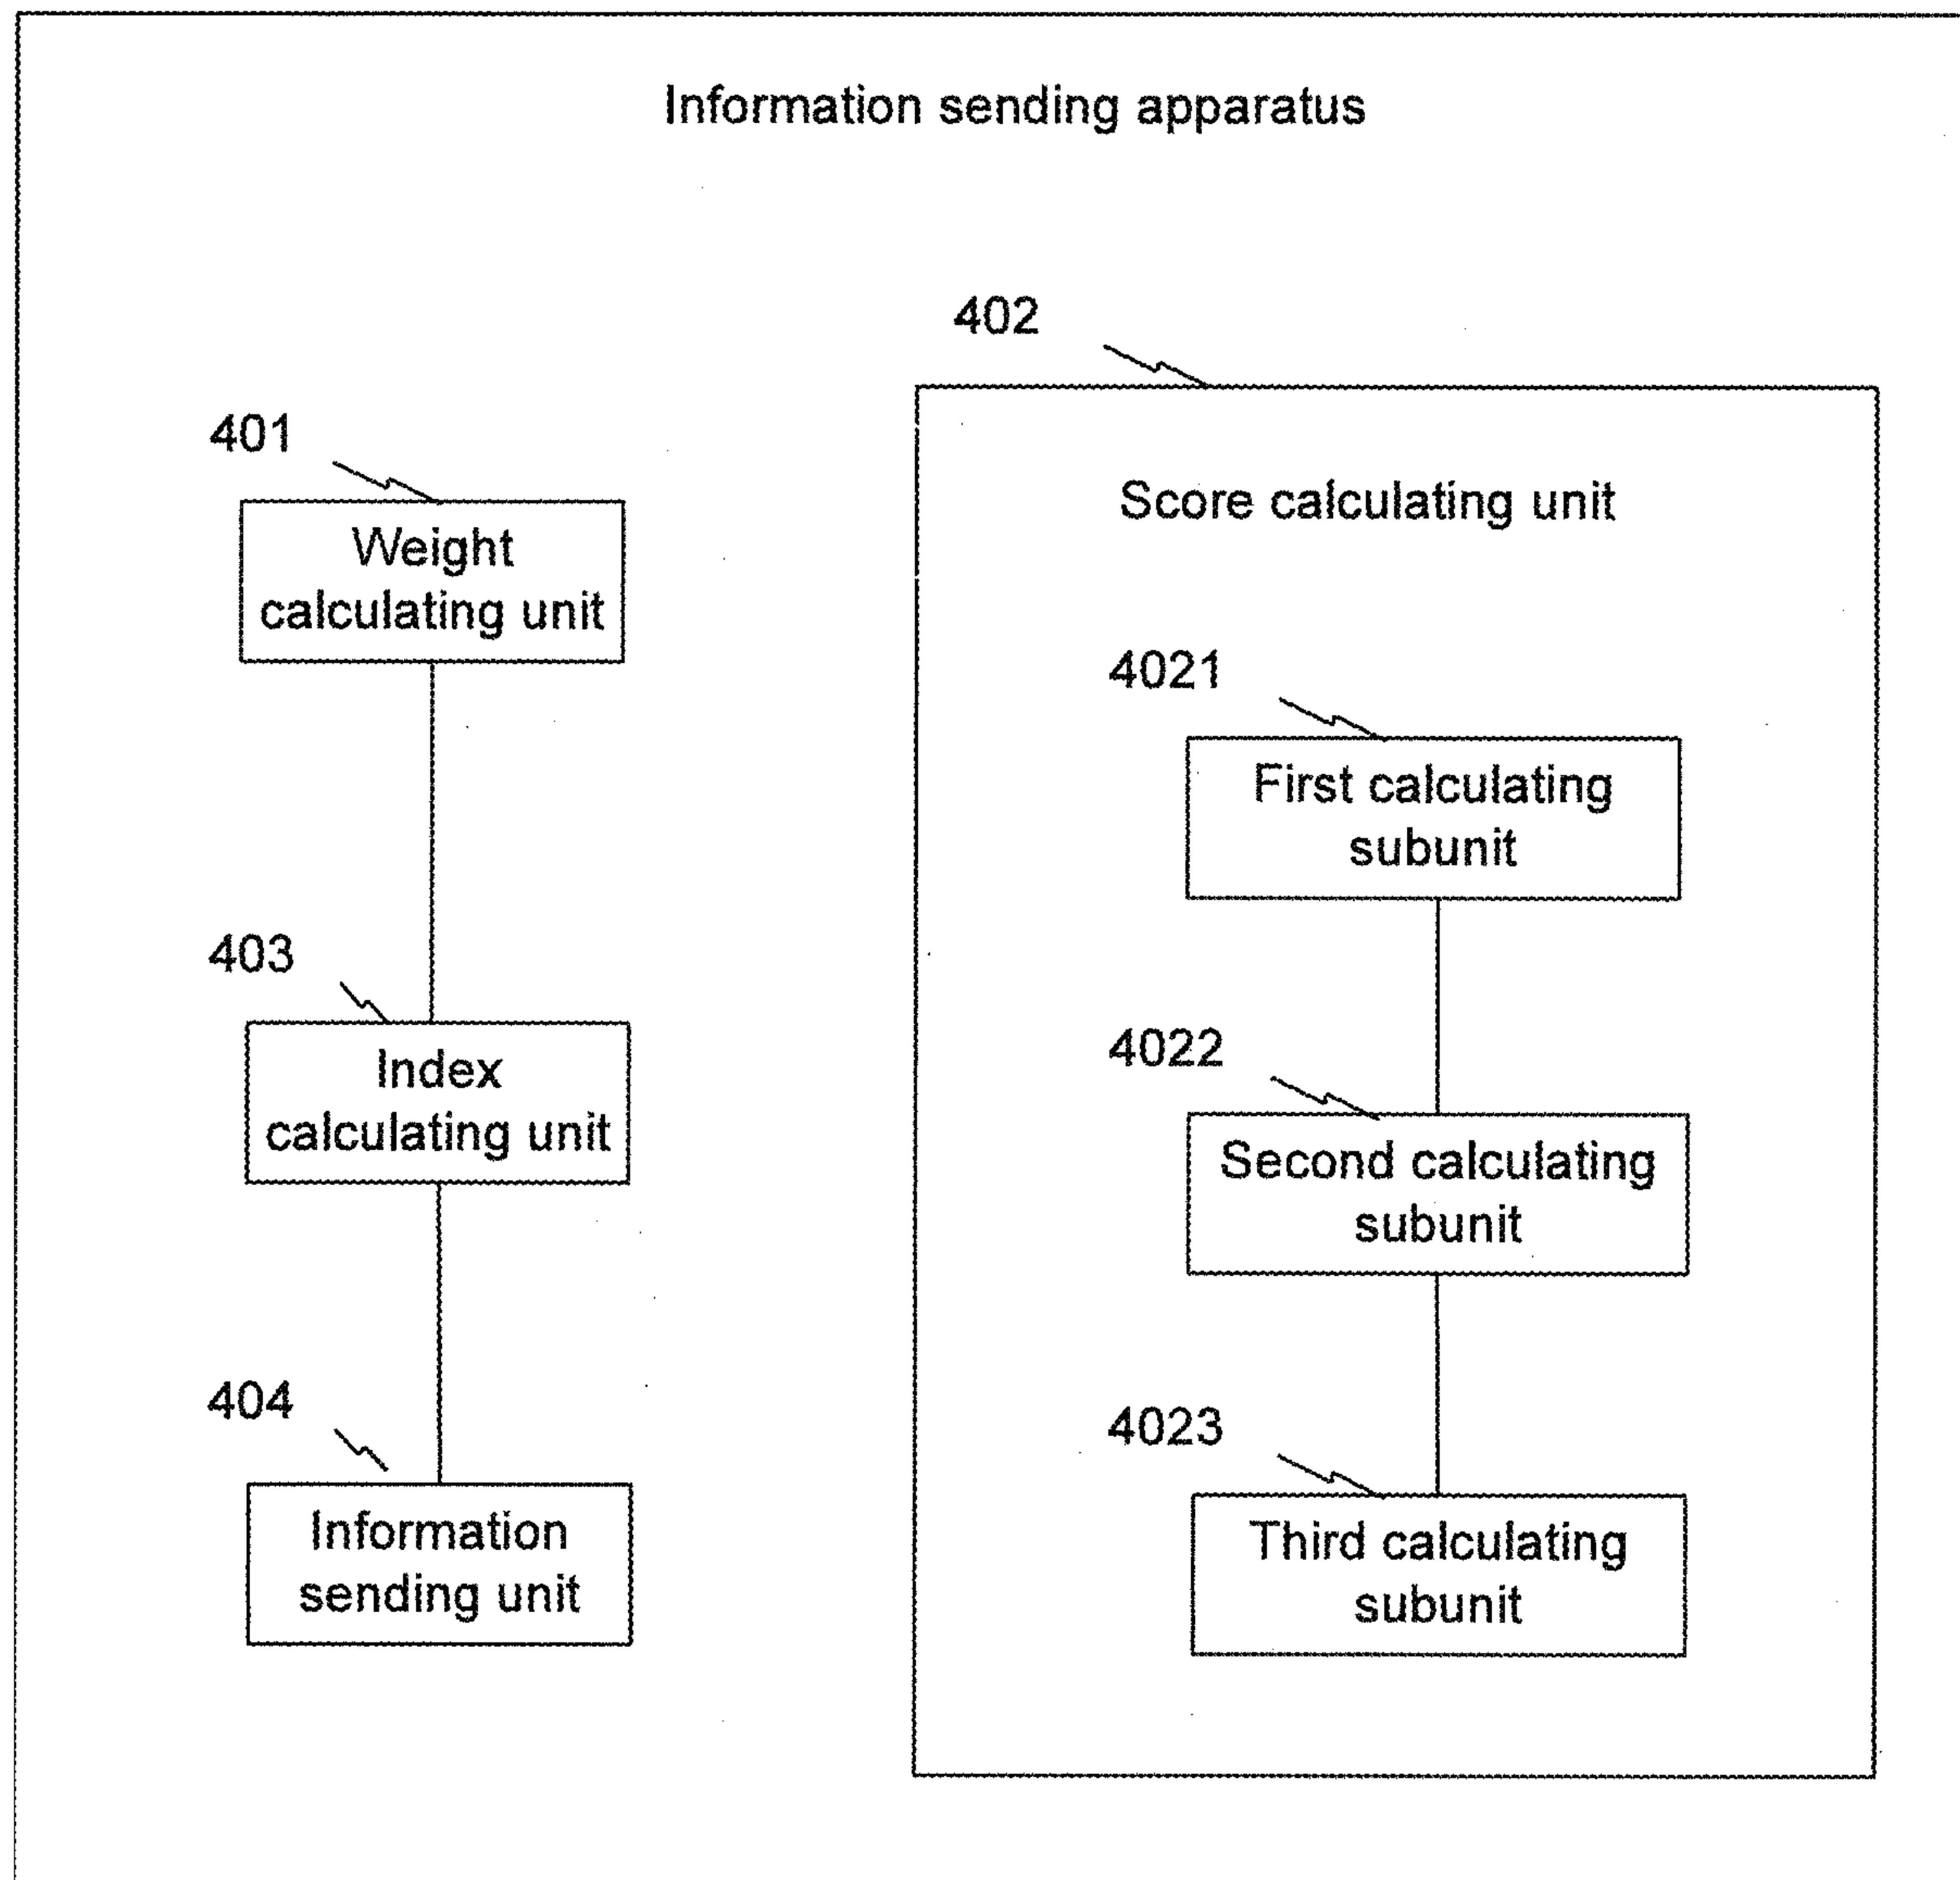 Information sending apparatus
402
401
Score calculating unit
Weight
calculating unit
4021
First calculating
subunit
403
Index
calculating unit
4022
Second calculating
subunit
404
Information
sending unit
4023
Third calculating
subunit